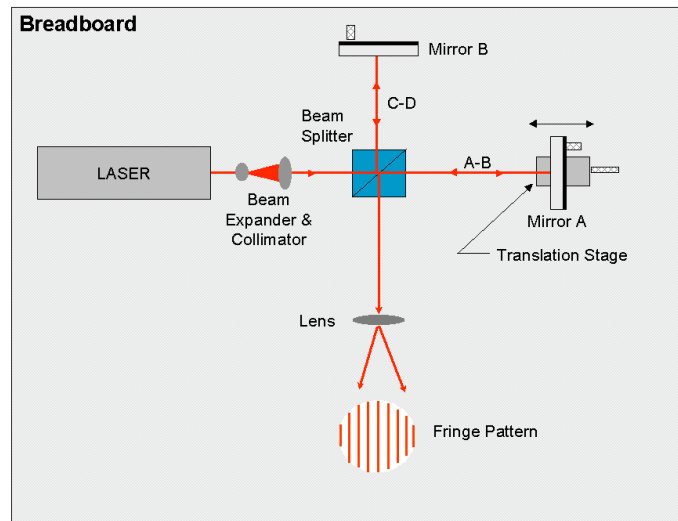 Breadboard
Mirror B
Beam
Splitter
C-D
A-B
LASER
Beam
Expander &
Collimator
Mirror A
Translation Stage
Lens
Fringe Pattern